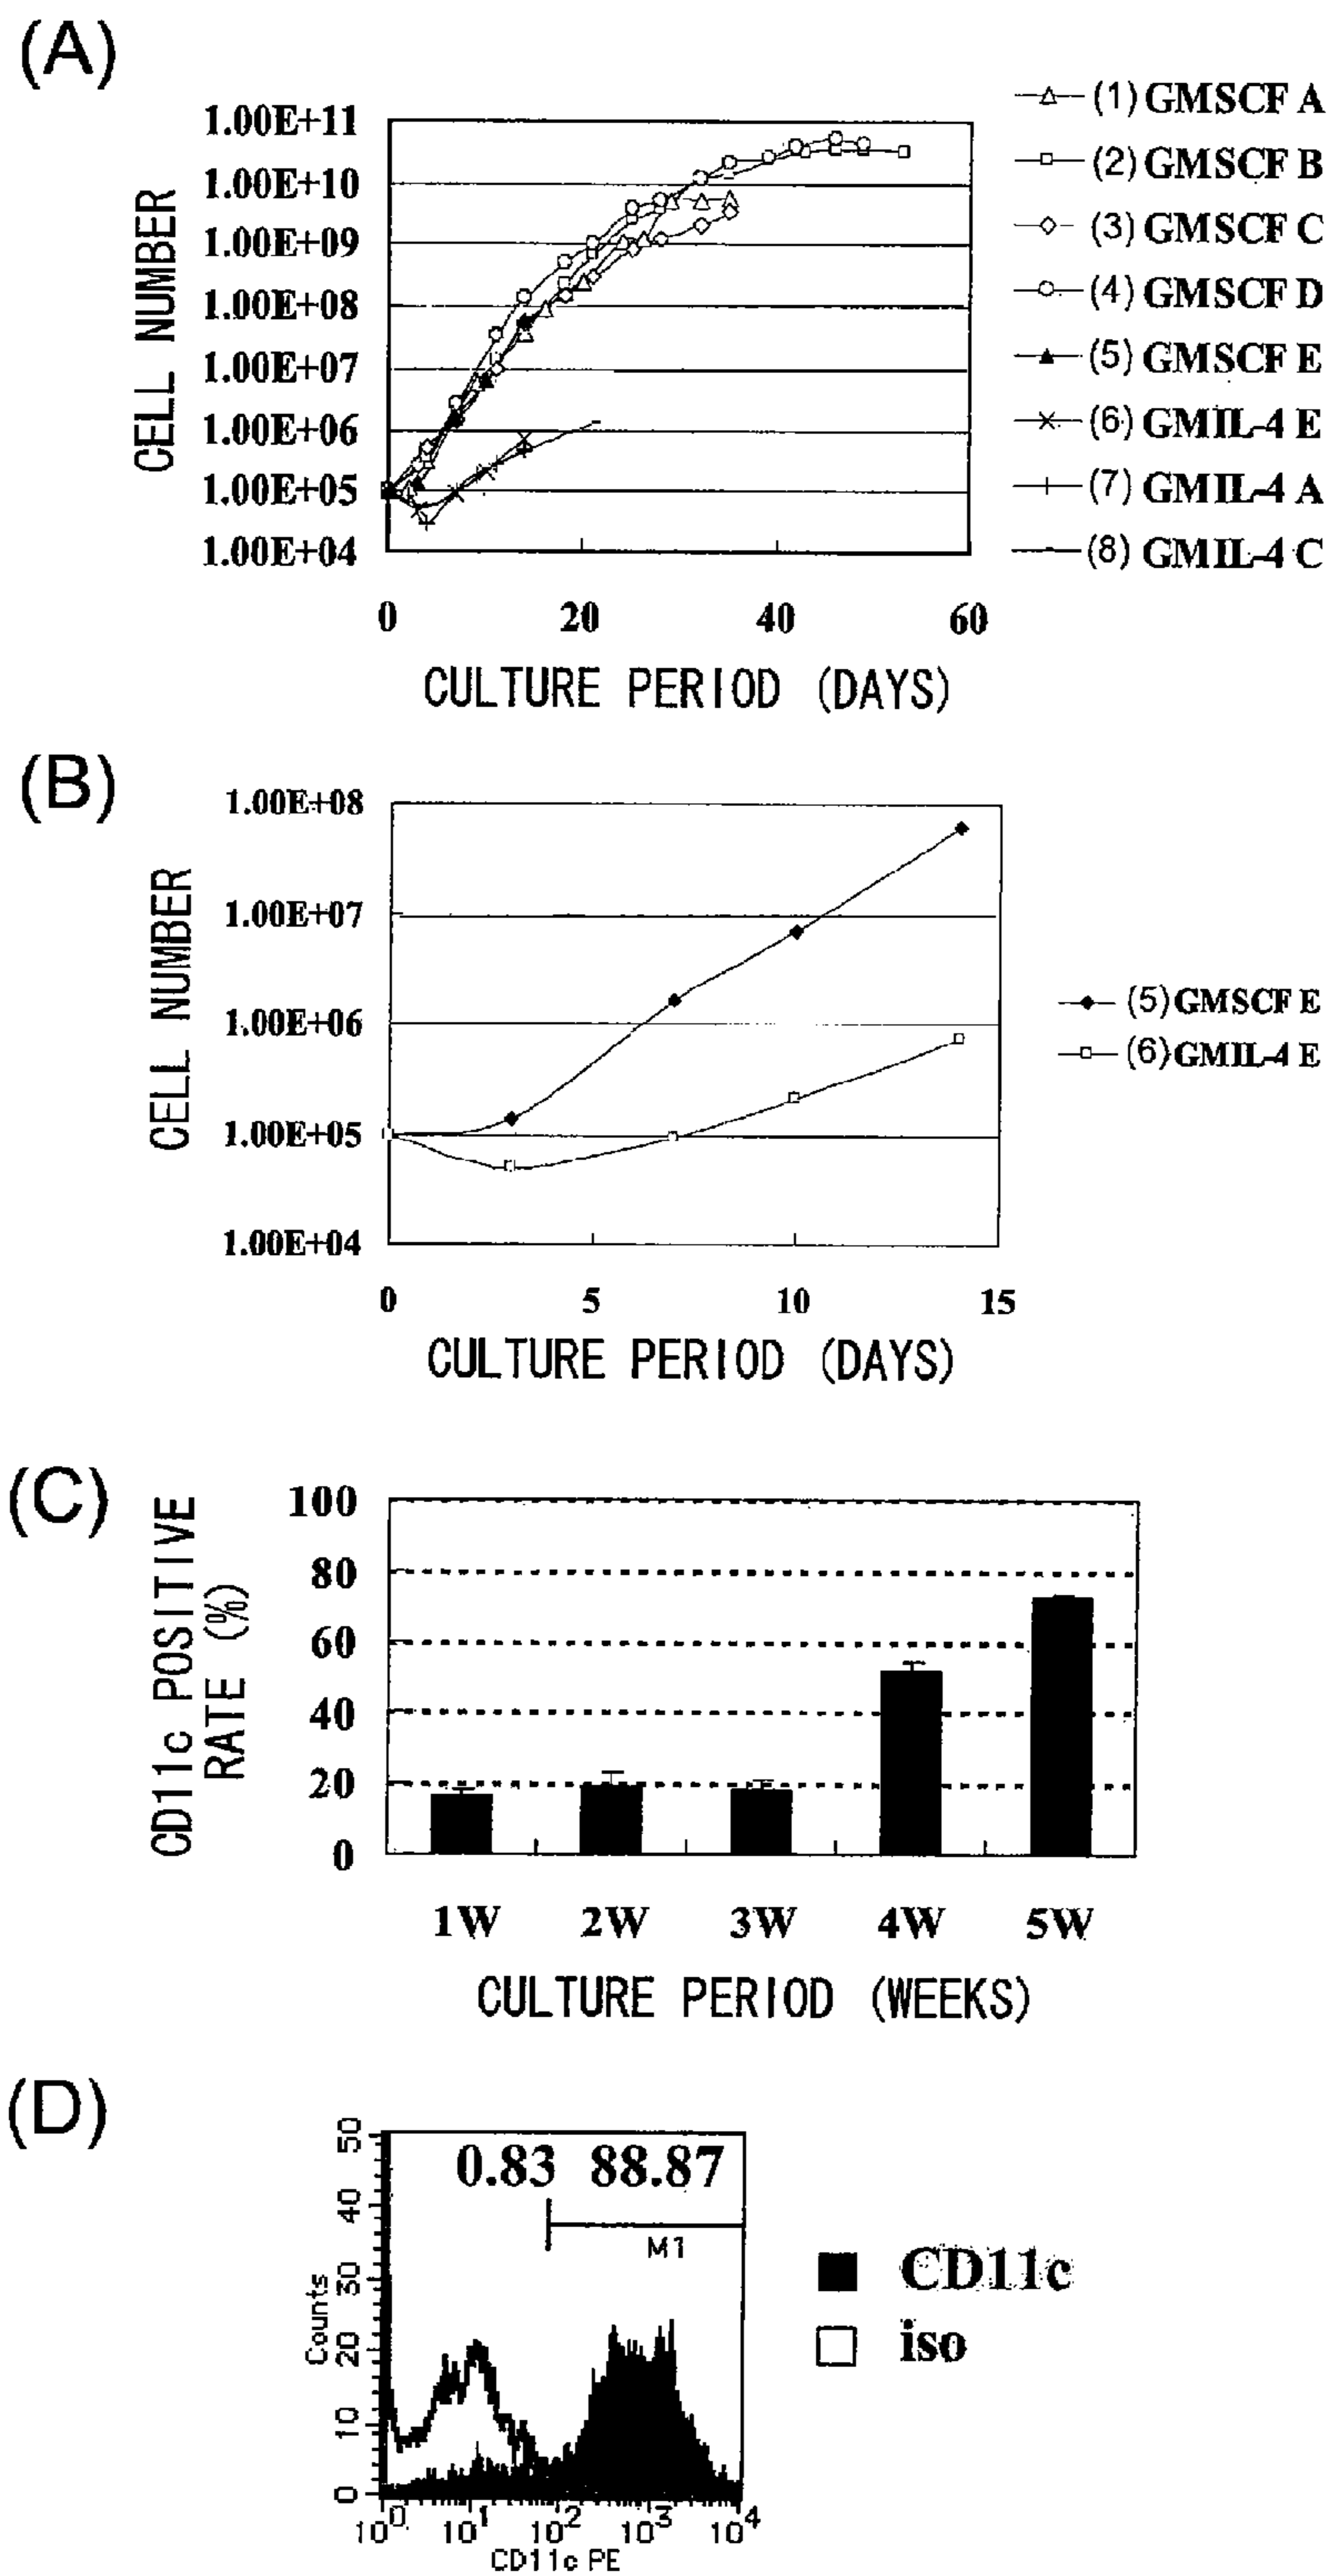 (A)
CELL NUMBER
1.00E+11
1.00E+10
1.00E+09
1.00E+08
1.00E+07
1.00E+06
1.00E+05
1.00E+04
0 20 40 60
CULTURE PERIOD (DAYS)
(1) GMSCF A
(2) GMSCF B
(3) GMSCF C
(4) GMSCF D
(5) GMSCF E
(6) GMIL-4 E
(7) GMIL-4 A
(8) GMIL-4 C
(B)
CELL NUMBER
1.00E+08
1.00E+07
1.00E+06
1.00E+05
1.00E+04
0 5 10 15
CULTURE PERIOD (DAYS)
(5) GMSCF E
(6) GMIL-4 E
(C)
CD11c POSITIVE
RATE (%)
100
80
60
40
20
0
1W 2W 3W 4W 5W
CULTURE PERIOD (WEEKS)
(D)
Counts
50
40
30
20
10
0
0.83 88.87
M1
10^0 10^1 10^2 10^3 10^4
CD11c PE
CD11c
iso